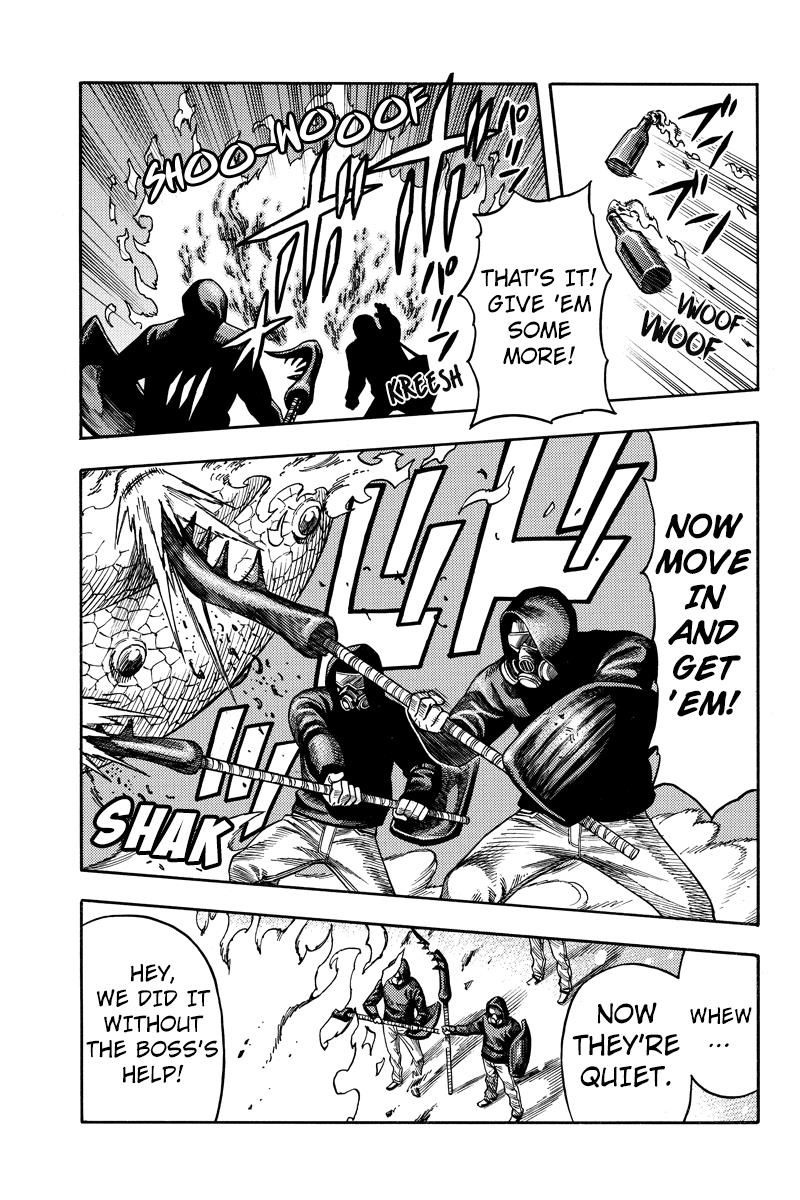 VWOOF
VWOOF
THAT'S IT!
GIVE 'EM
SOME
MORE!
SHOO-WOOOF
KREESH
NOW
MOVE
IN
AND
GET
'EM!
SHAK
WHEW
...
NOW
THEY'RE
QUIET.
HEY,
WE DID IT
WITHOUT
THE BOSS'S
HELP!